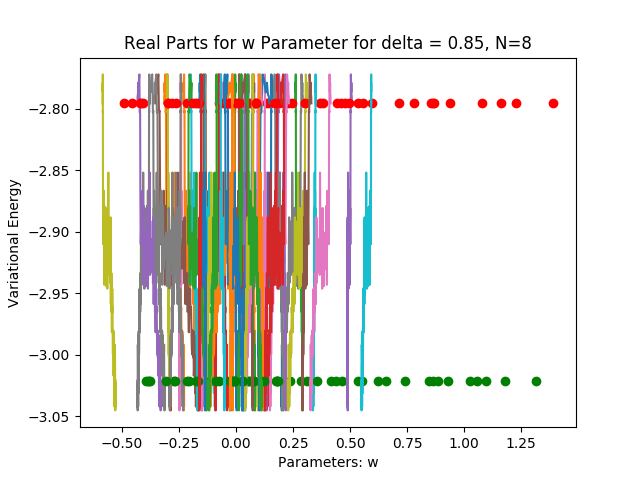 Real Parts for w Parameter for delta = 0.85, N=8
−2.80
−2.85
−2.90
−2.95
−3.00
−3.05
Variational Energy
−0.50 −0.25 0.00 0.25 0.50 0.75 1.00 1.25
Parameters: w